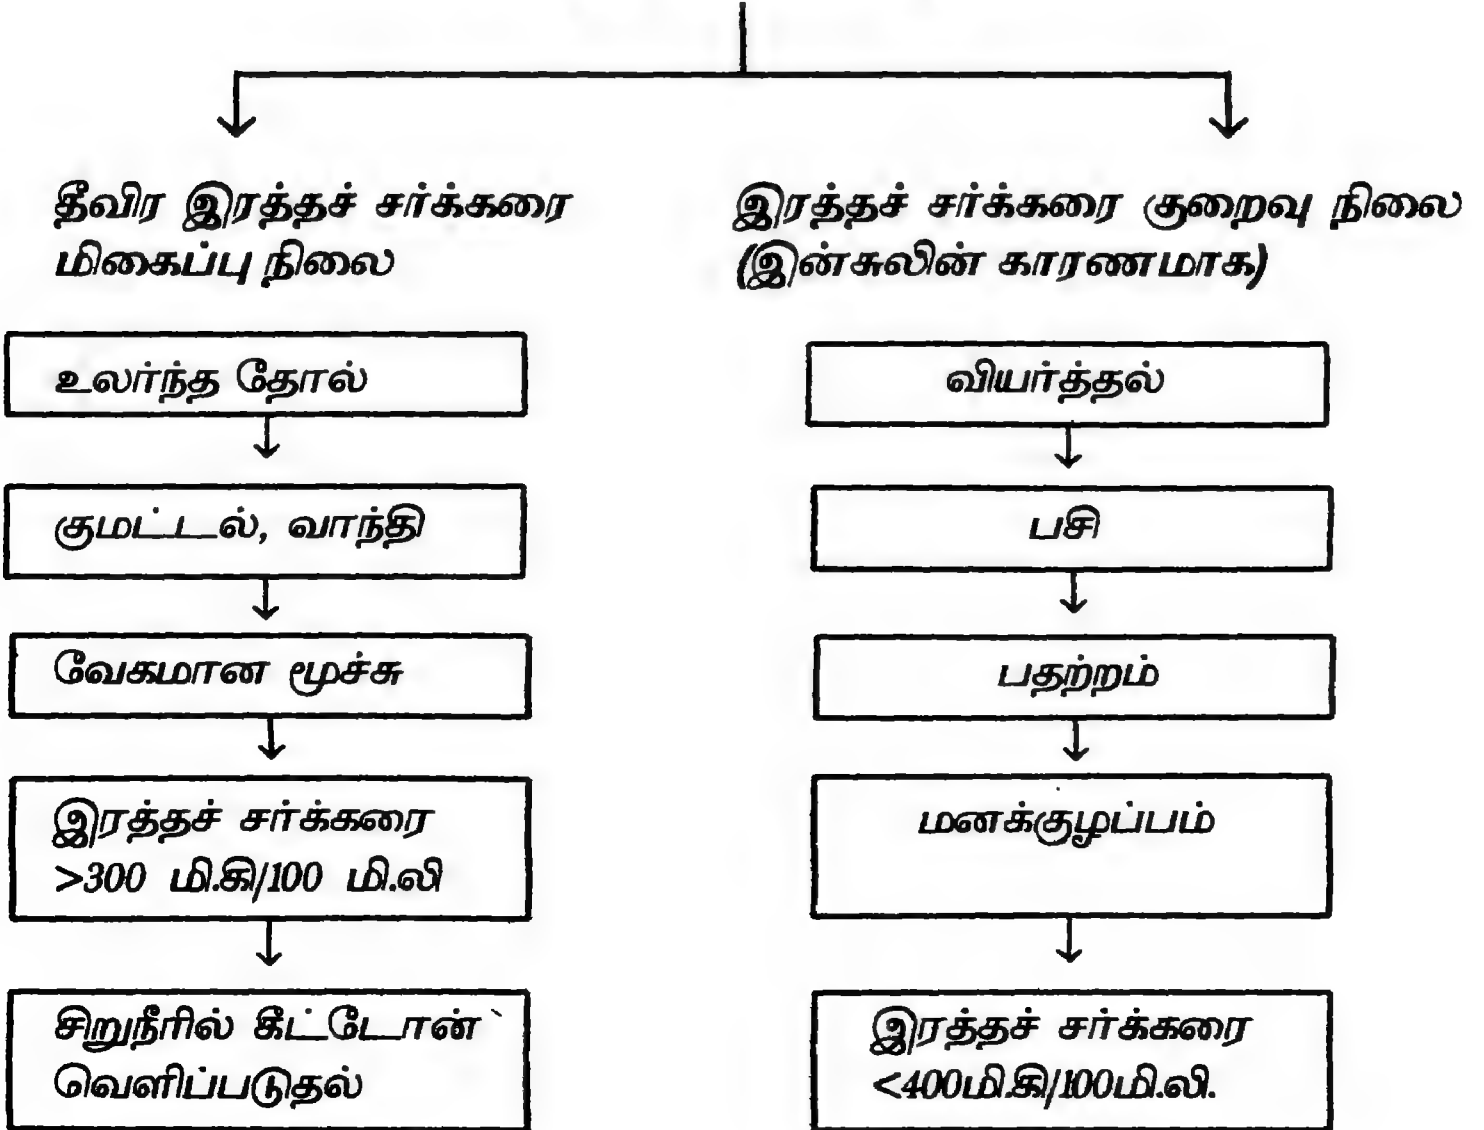 தீவிர இரத்தச் சர்க்கரை
மிகைப்பு நிலை
உலர்ந்த தோல்
குமட்டல், வாந்தி
வேகமான மூச்சு
இரத்தச் சர்க்கரை
>300 மி.கி/100 மி.லி
சிறுநீரில் கீட்டோன்
வெளிப்படுதல்
இரத்தச் சர்க்கரை குறைவு நிலை
(இன்சுலின் காரணமாக)
வியர்த்தல்
பசி
பதற்றம்
மனக்குழப்பம்
இரத்தச் சர்க்கரை
<400மி.கி/100மி.லி.